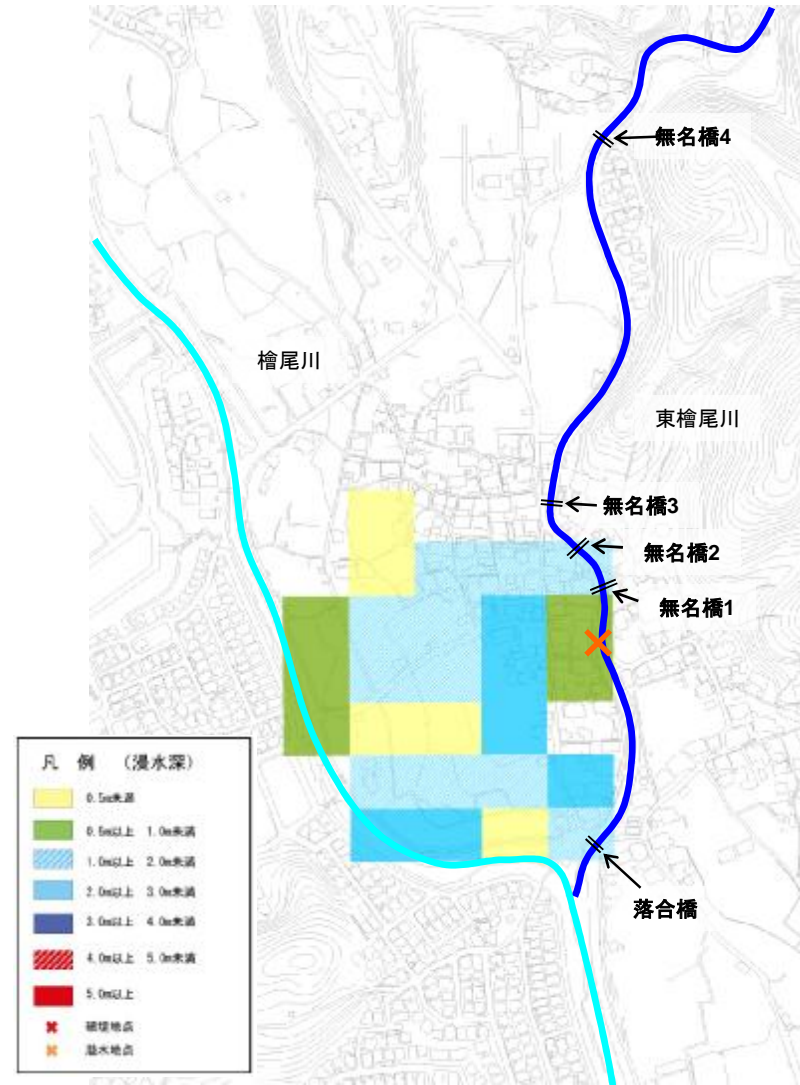 無名橋4
檜尾川
東檜尾川
無名橋3
無名橋2
無名橋1
落合橋
凡 例 (浸水深)
0.5m未満
0.5m以上 1.0m未満
1.0m以上 2.0m未満
2.0m以上 3.0m未満
3.0m以上 4.0m未満
4.0m以上 5.0m未満
5.0m以上
破堤地点
溢水地点